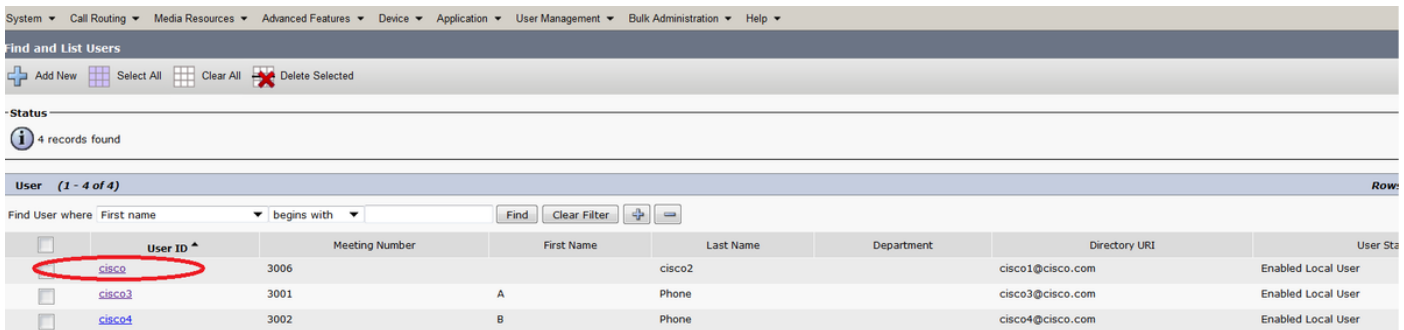 System Call Routing Media Resources Advanced Features Device Application User Management Bulk Administration Help
Find and List Users
Add New Select All Clear All Delete Selected
Status
4 records found
User (1 - 4 of 4) Rows
Find User where First name begins with Find Clear Filter
User ID Meeting Number First Name Last Name Department Directory URI User Sta
cisco 3006 cisco2 cisco1@cisco.com Enabled Local User
cisco3 3001 A Phone cisco3@cisco.com Enabled Local User
cisco4 3002 B Phone cisco4@cisco.com Enabled Local User